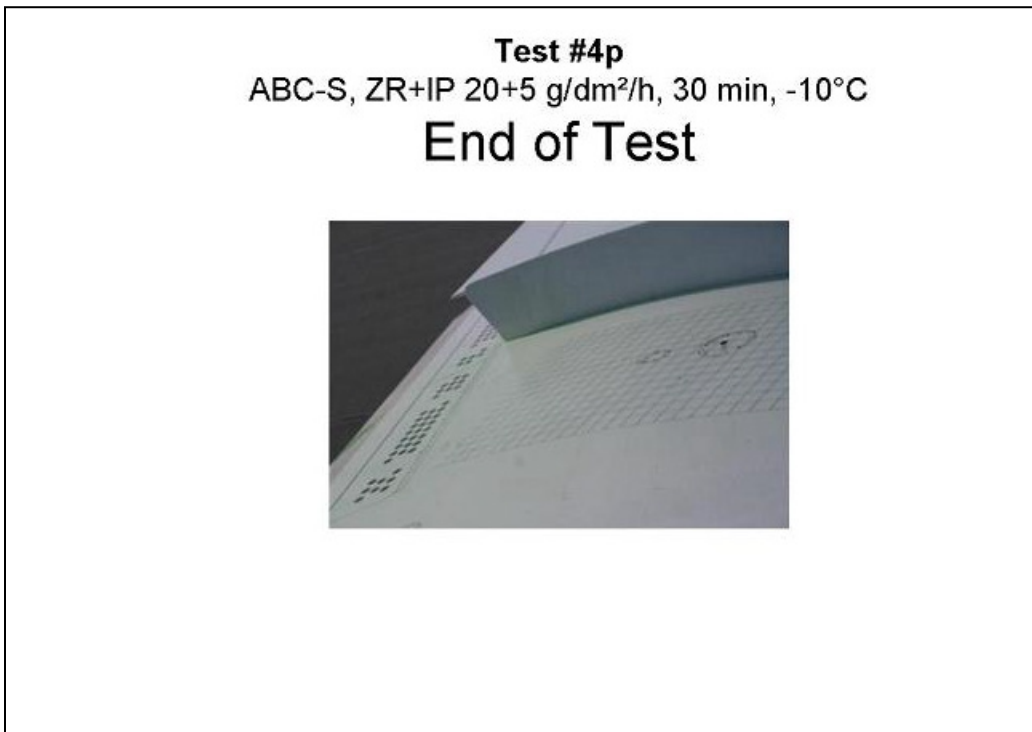 Test #4p
ABC-S, ZR+IP 20+5 g/dm²/h, 30 min, -10°C
End of Test